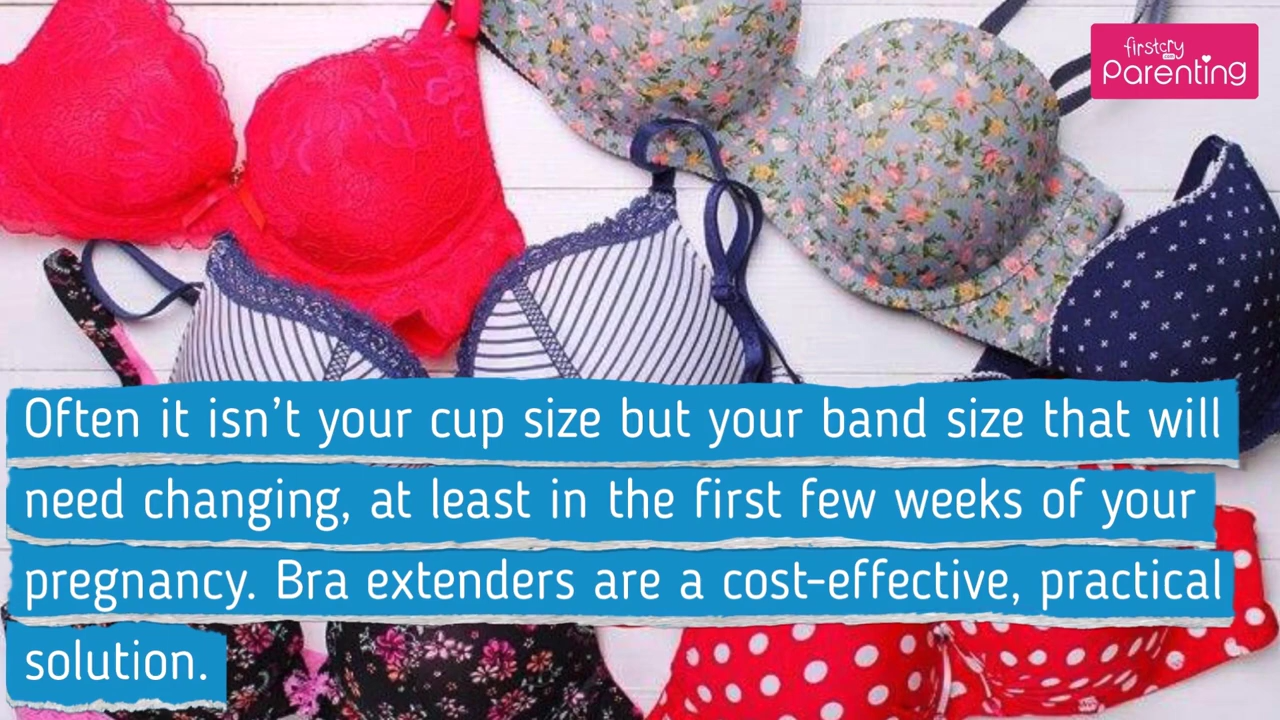 firstcry
.com
Parenting
Often it isn't your cup size but your band size that will
need changing, at least in the first few weeks of your
pregnancy. Bra extenders are a cost-effective, practical
solution.